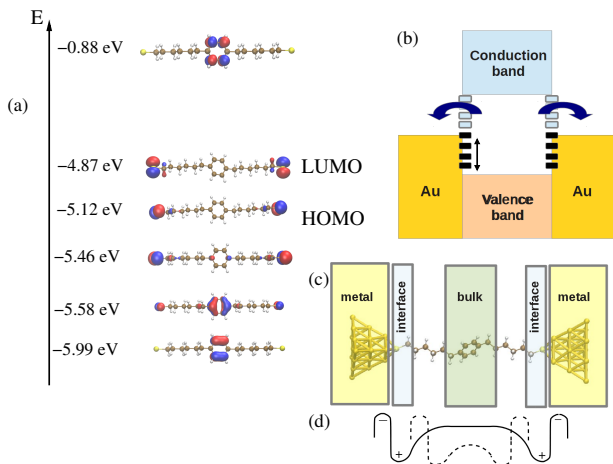 E
(a)
−0.88 eV
−4.87 eV
LUMO
−5.12 eV
HOMO
−5.46 eV
−5.58 eV
−5.99 eV
(b)
Conduction
band
Au
Valence
band
Au
(c)
metal
interface
bulk
interface
metal
(d)
−
+
+
−